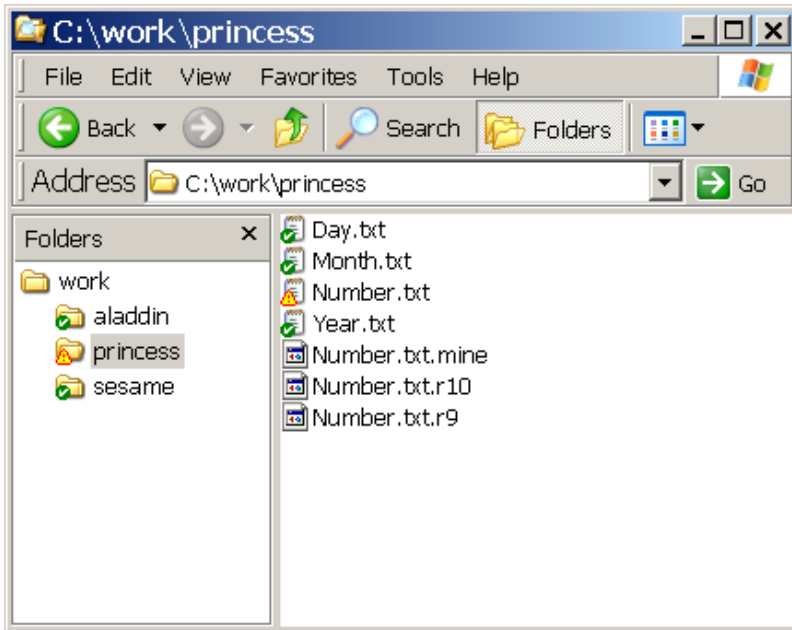 C:\work\princess
File Edit View Favorites Tools Help
Back Search Folders
Address C:\work\princess Go
Folders
work
aladdin
princess
sesame
Day.txt
Month.txt
Number.txt
Year.txt
Number.txt.mine
Number.txt.r10
Number.txt.r9